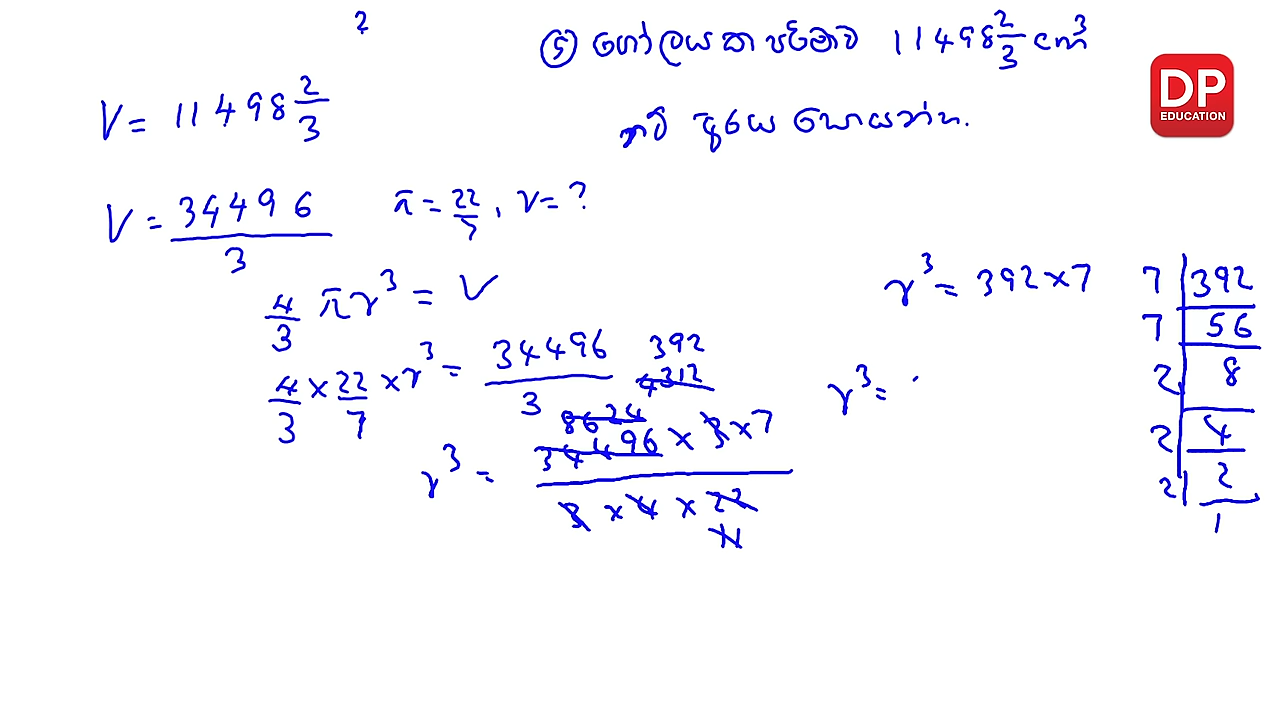 2
⑤ ගෝලයක පරිමාව 11498 2/3 cm³
නම් අරය සොයන්න.
DP
EDUCATION
V = 11498 2/3
V = 34496/3
π = 22/7, r = ?
4/3 πr³ = V
4/3 × 22/7 × r³ = 34496/3
392
4312
8624
r³ = 34496 × 3 × 7 / 3 × 4 × 22
11
r³ = 392 × 7
r³ =
7 | 392
7 | 56
2 | 8
2 | 4
2 | 2
1